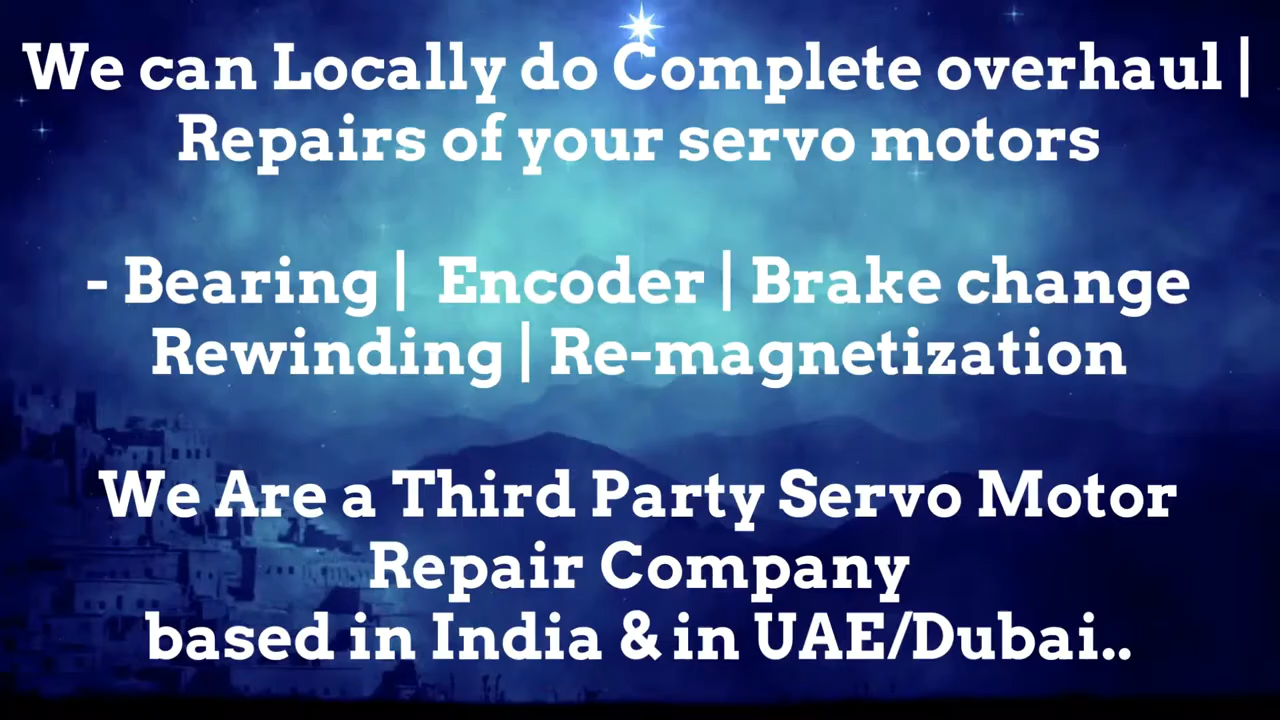 We can Locally do Complete overhaul |
Repairs of your servo motors
- Bearing | Encoder | Brake change
Rewinding | Re-magnetization
We Are a Third Party Servo Motor
Repair Company
based in India & in UAE/Dubai..